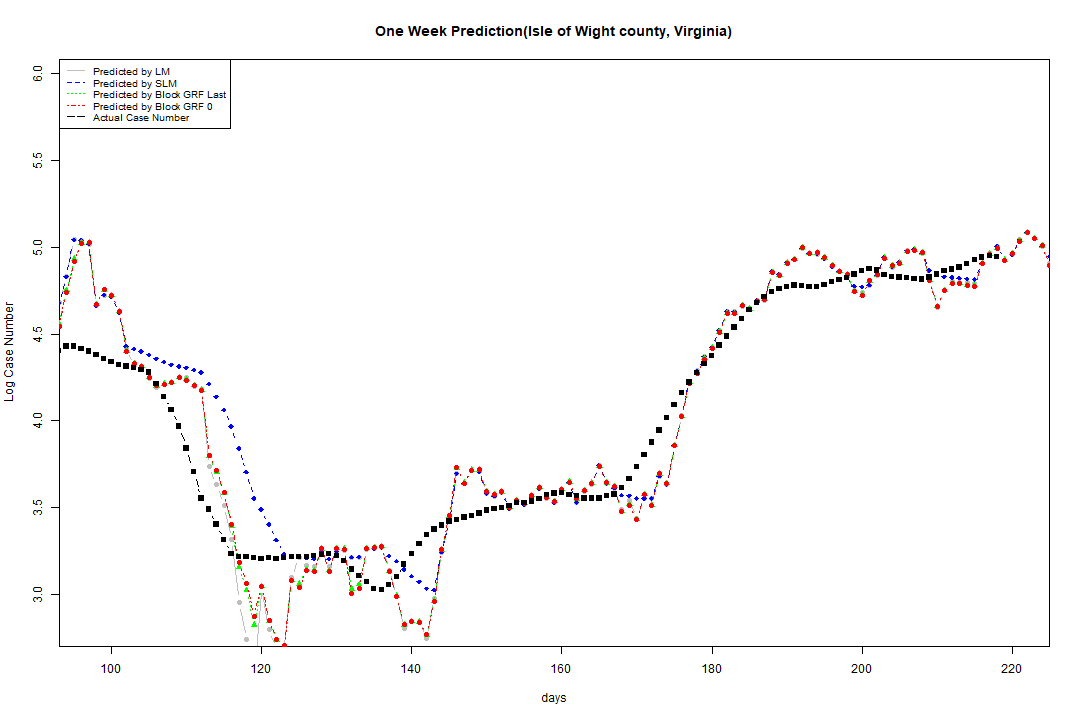 One Week Prediction(Isle of Wight county, Virginia)
Predicted by LM
Predicted by SLM
Predicted by Block GRF Last
Predicted by Block GRF 0
Actual Case Number
6.0
5.5
5.0
4.5
4.0
3.5
3.0
Log Case Number
100 120 140 160 180 200 220
days